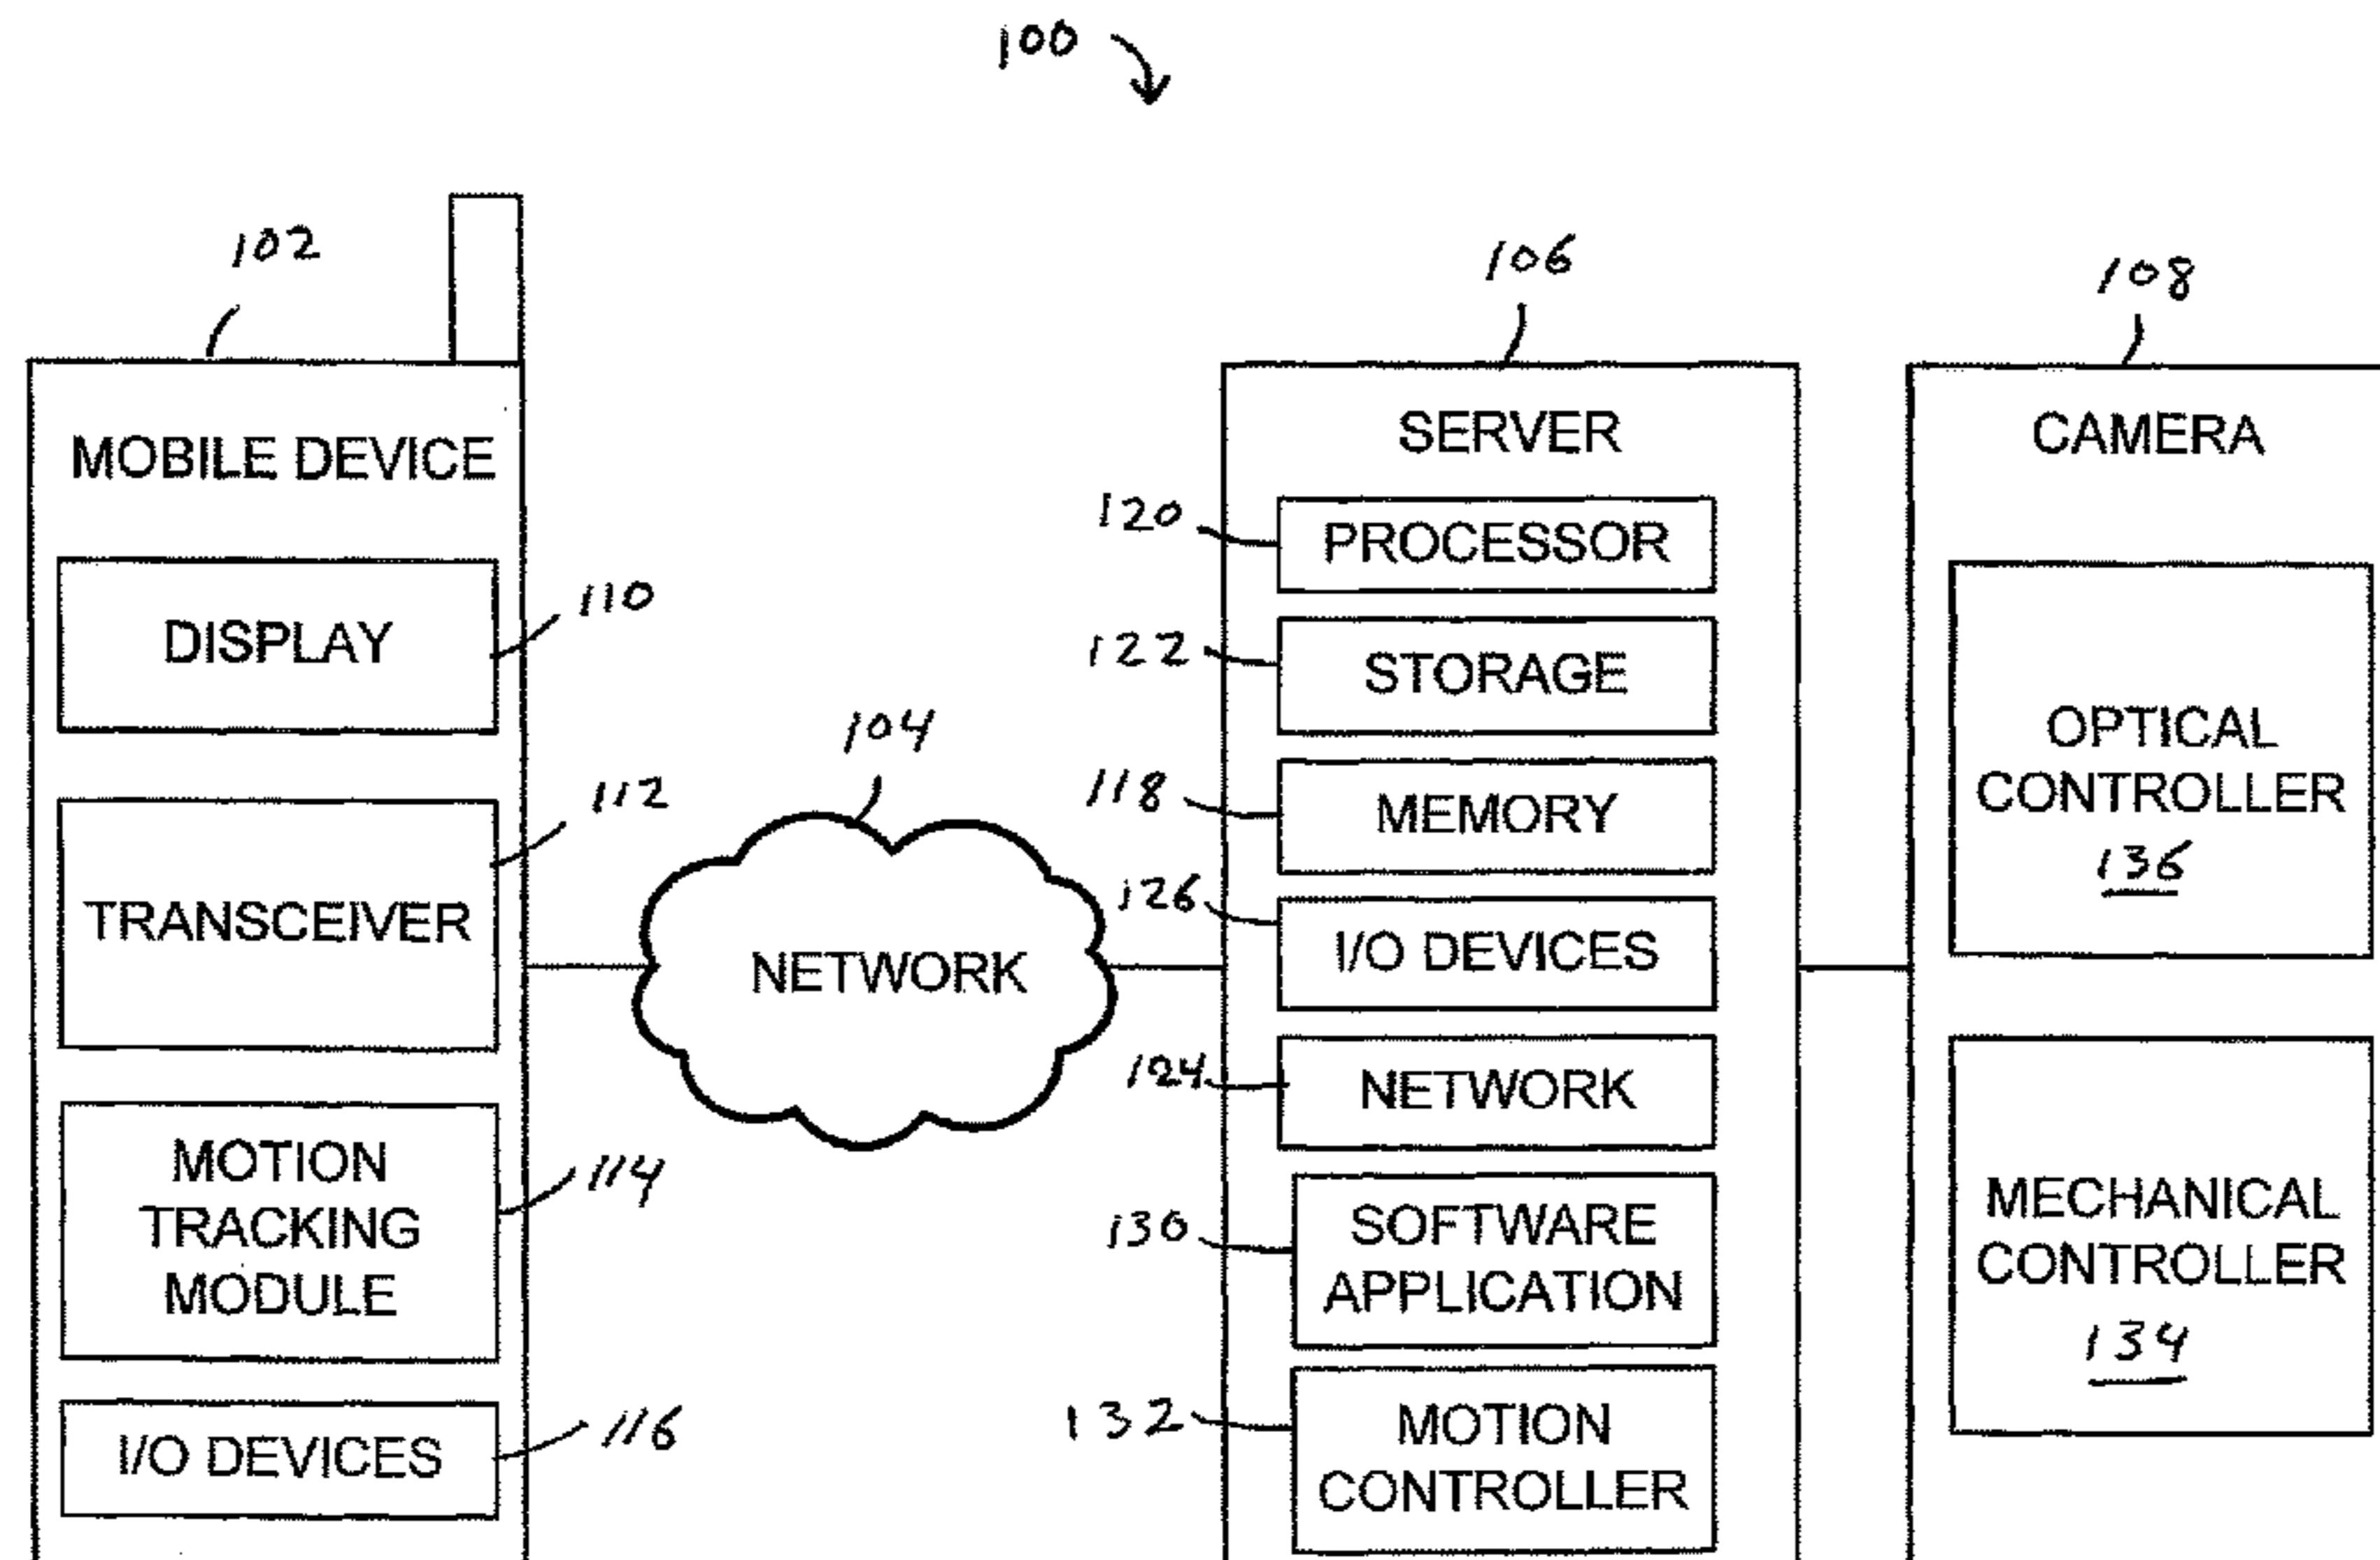 100
102
MOBILE DEVICE
DISPLAY
110
TRANSCEIVER
112
MOTION
TRACKING
MODULE
114
I/O DEVICES
116
104
NETWORK
106
SERVER
120
PROCESSOR
122
STORAGE
118
MEMORY
126
I/O DEVICES
124
NETWORK
130
SOFTWARE
APPLICATION
132
MOTION
CONTROLLER
108
CAMERA
OPTICAL
CONTROLLER
136
MECHANICAL
CONTROLLER
134